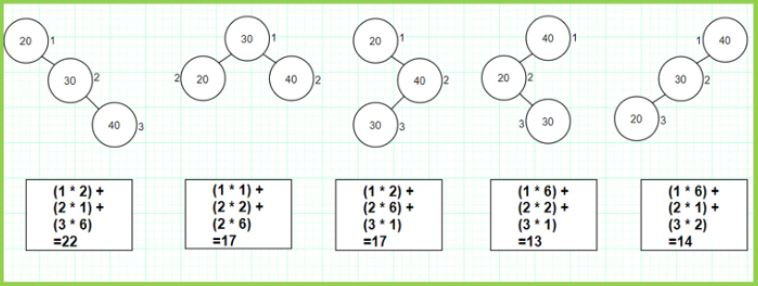 20 1
30 2
40 3
30 1
2 20
40 2
20 1
40 2
30 3
40 1
20 2
3 30
1 40
30 2
20 3
(1 * 2) +
(2 * 1) +
(3 * 6)
=22
(1 * 1) +
(2 * 2) +
(2 * 6)
=17
(1 * 2) +
(2 * 6) +
(3 * 1)
=17
(1 * 6) +
(2 * 2) +
(3 * 1)
=13
(1 * 6) +
(2 * 1) +
(3 * 2)
=14